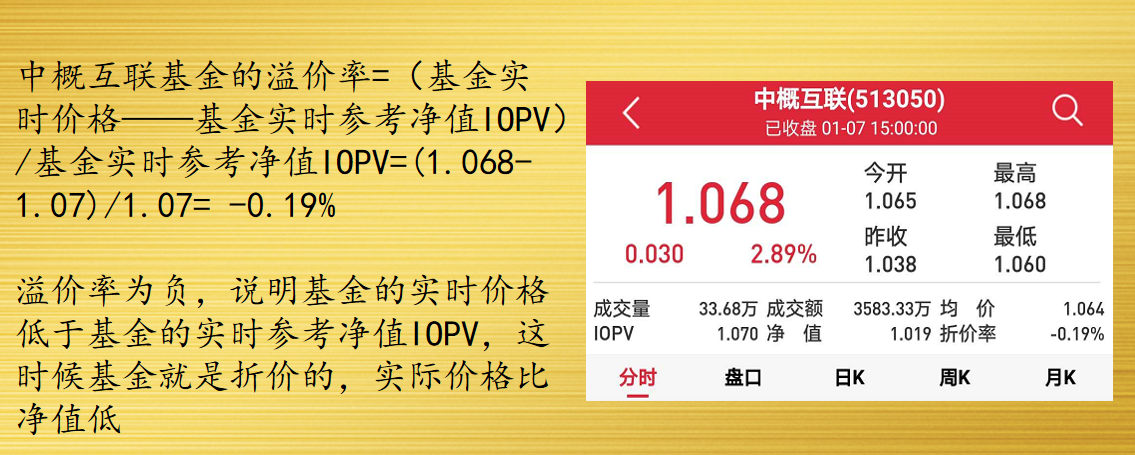 中概互联基金的溢价率=（基金实
时价格——基金实时参考净值IOPV）
/基金实时参考净值IOPV=(1.068-
1.07)/1.07= -0.19%
溢价率为负，说明基金的实时价格
低于基金的实时参考净值IOPV，这
时候基金就是折价的，实际价格比
净值低
中概互联(513050)
已收盘 01-07 15:00:00
1.068
0.030 2.89%
今开 最高
1.065 1.068
昨收 最低
1.038 1.060
成交量 33.68万 成交额 3583.33万 均 价 1.064
IOPV 1.070 净 值 1.019 折价率 -0.19%
分时 盘口 日K 周K 月K